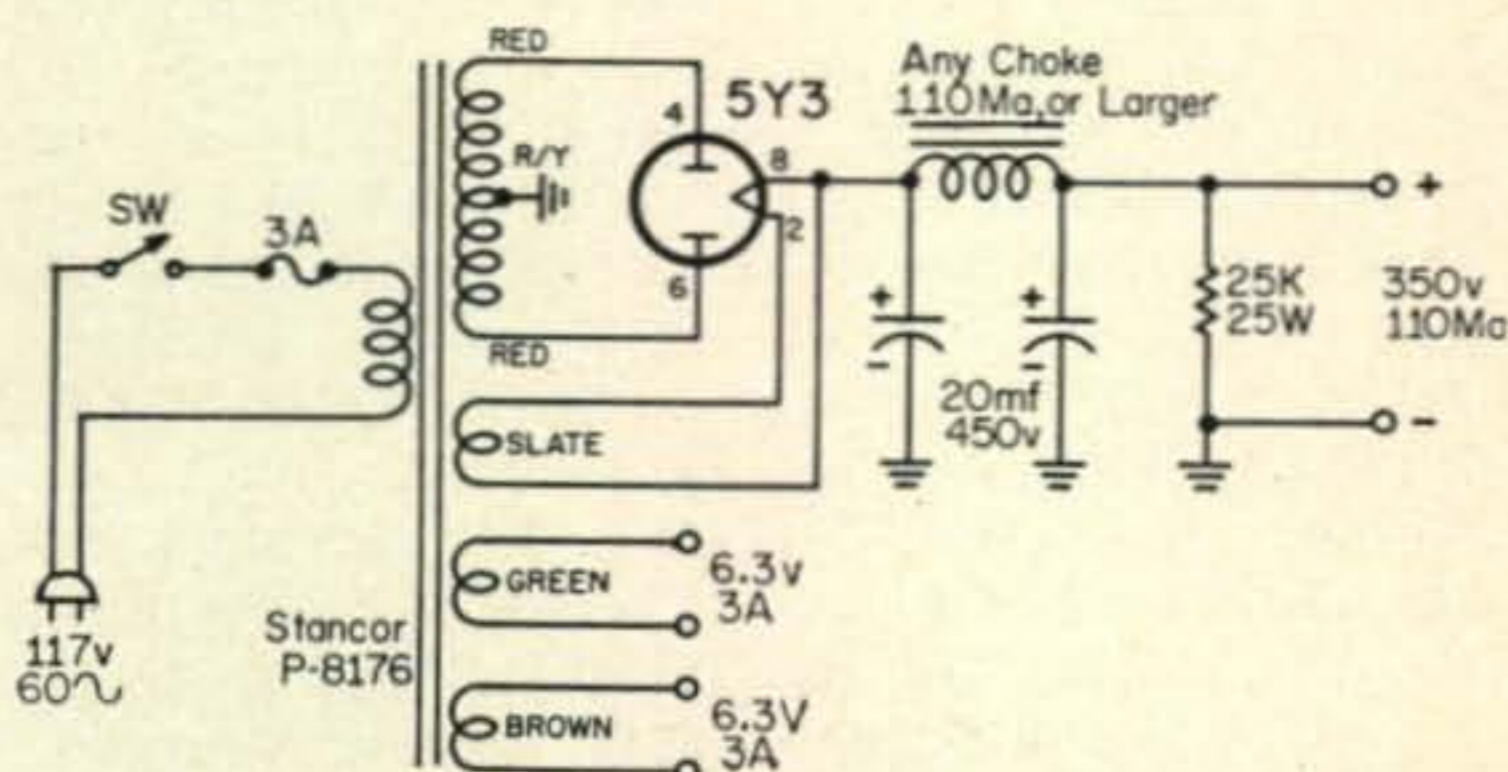 RED
Any Choke
110Ma,or Larger
5Y3
4
8
R/Y
SW
3A
2
6
+
+
+
25K
25W
350v
110Ma
RED
-
-
20mf
450v
-
SLATE
GREEN
6.3v
3A
Stancor
P-8176
117v
60~
BROWN
6.3V
3A